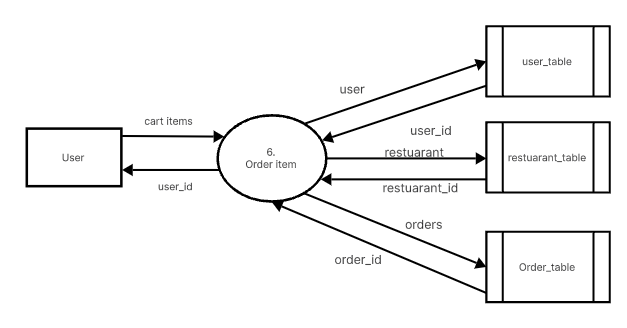 user_table
user
cart items
user_id
6.
restuarant
User
Order item
restuarant_table
user_id
restuarant_id
orders
order_id
Order_table